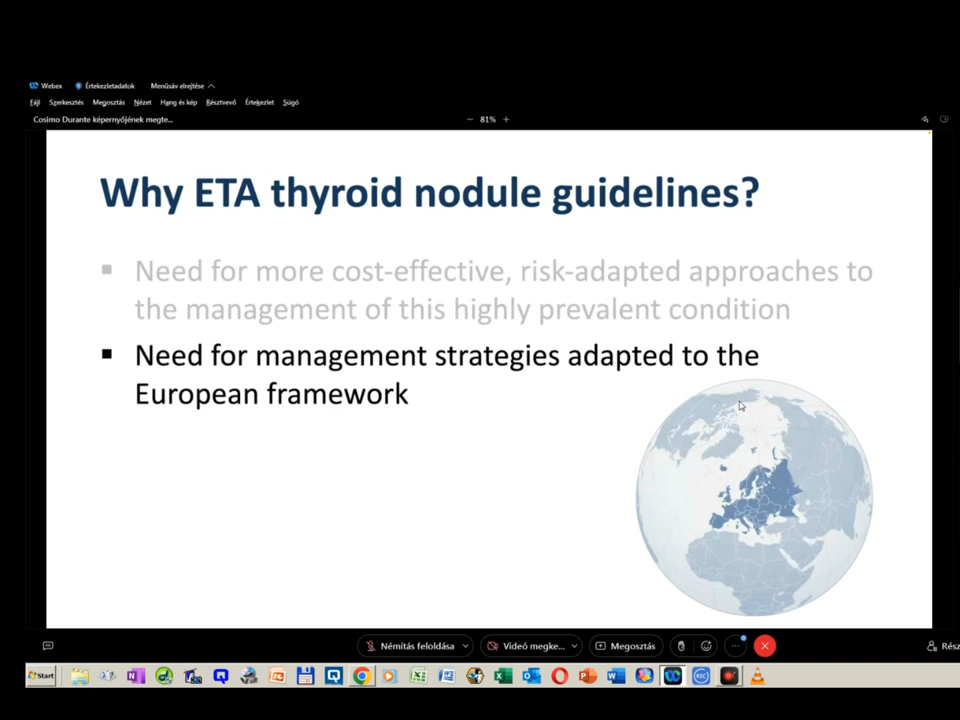 Webex
Értekezletadatok
Menüsáv elrejtése
Fájl Szerkesztés Megosztás Nézet Hang és kép Résztvevő Értekezlet Súgó
Cosimo Durante képernyőjének megte...
81%
Why ETA thyroid nodule guidelines?
▪ Need for more cost-effective, risk-adapted approaches to
the management of this highly prevalent condition
▪ Need for management strategies adapted to the
European framework
Némítás feloldása
Videó megke...
Megosztás
Rész
Start
REC